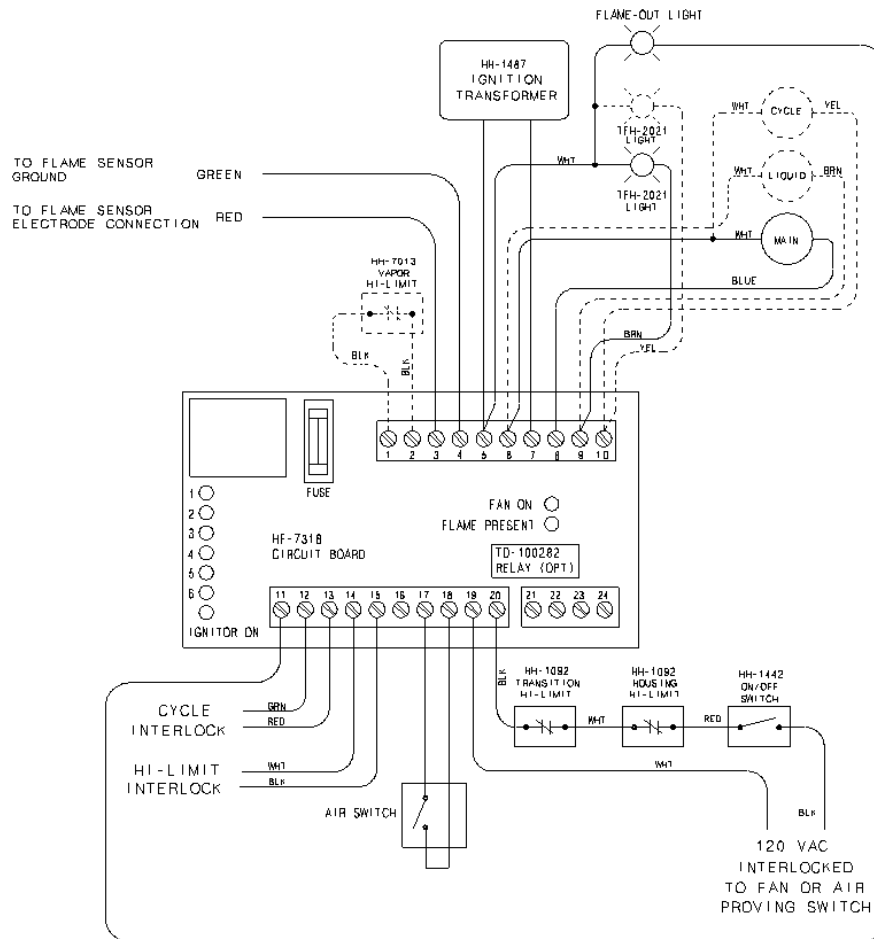 FLAME-OUT LIGHT
HH-1487
IGNITION
TRANSFORMER
WHT
CYCLE
YEL
TFH-2021
LIGHT
WHT
WHT
LIQUID
BRN
TFH-2021
LIGHT
WHT
MAIN
TO FLAME SENSOR
GROUND
GREEN
TO FLAME SENSOR
ELECTRODE CONNECTION
RED
HH-7013
VAPOR
HI-LIMIT
BLUE
BRN
YEL
BLK
BLK
1 2 3 4 5 6 7 8 9 10
FUSE
1
2
3
4
5
6
IGNITOR ON
FAN ON
FLAME PRESENT
HF-7318
CIRCUIT BOARD
TD-100282
RELAY (OPT)
11 12 13 14 15 16 17 18 19 20
21 22 23 24
BLK
HH-1092
TRANSITION
HI-LIMIT
HH-1092
HOUSING
HI-LIMIT
HH-1442
ON/OFF
SWITCH
WHT
RED
CYCLE
INTERLOCK
GRN
RED
HI-LIMIT
INTERLOCK
WHT
BLK
WHT
AIR SWITCH
BLK
120 VAC
INTERLOCKED
TO FAN OR AIR
PROVING SWITCH